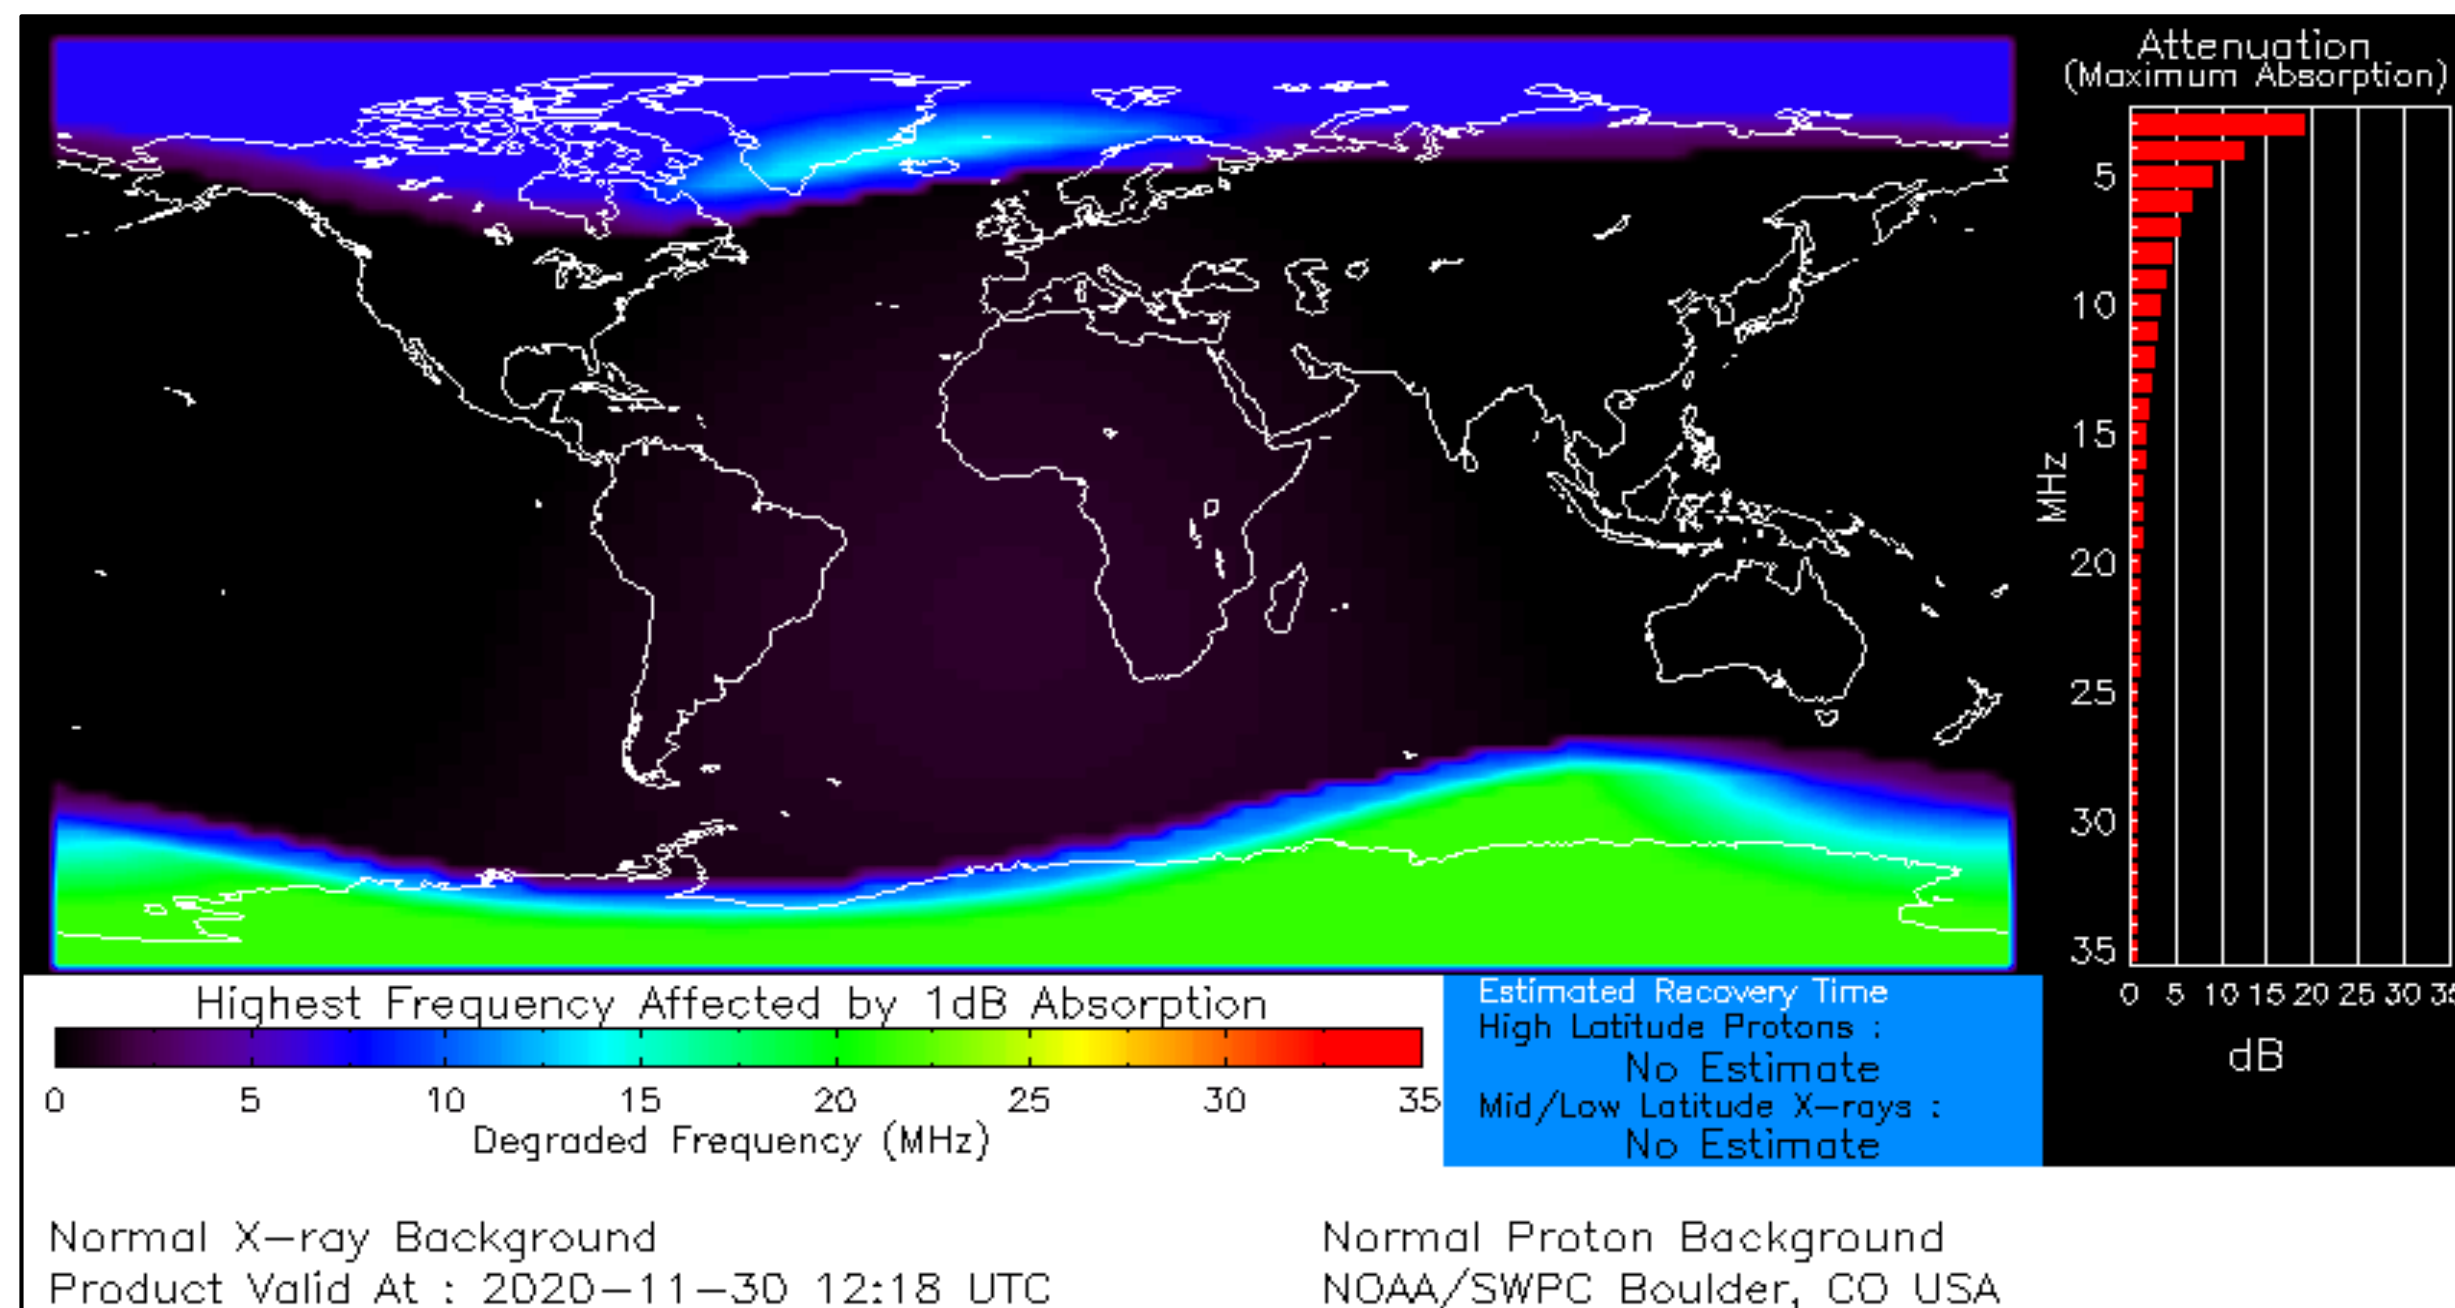 Attenuation
(Maximum Absorption)
5
10
15
20
25
30
35
MHz
0 5 10 15 20 25 30
dB
Highest Frequency Affected by 1dB Absorption
0 5 10 15 20 25 30 35
Degraded Frequency (MHz)
Estimated Recovery Time
High Latitude Protons :
No Estimate
Mid/Low Latitude X-rays :
No Estimate
Normal X-ray Background
Normal Proton Background
Product Valid At : 2020-11-30 12:18 UTC
NOAA/SWPC Boulder, CO USA